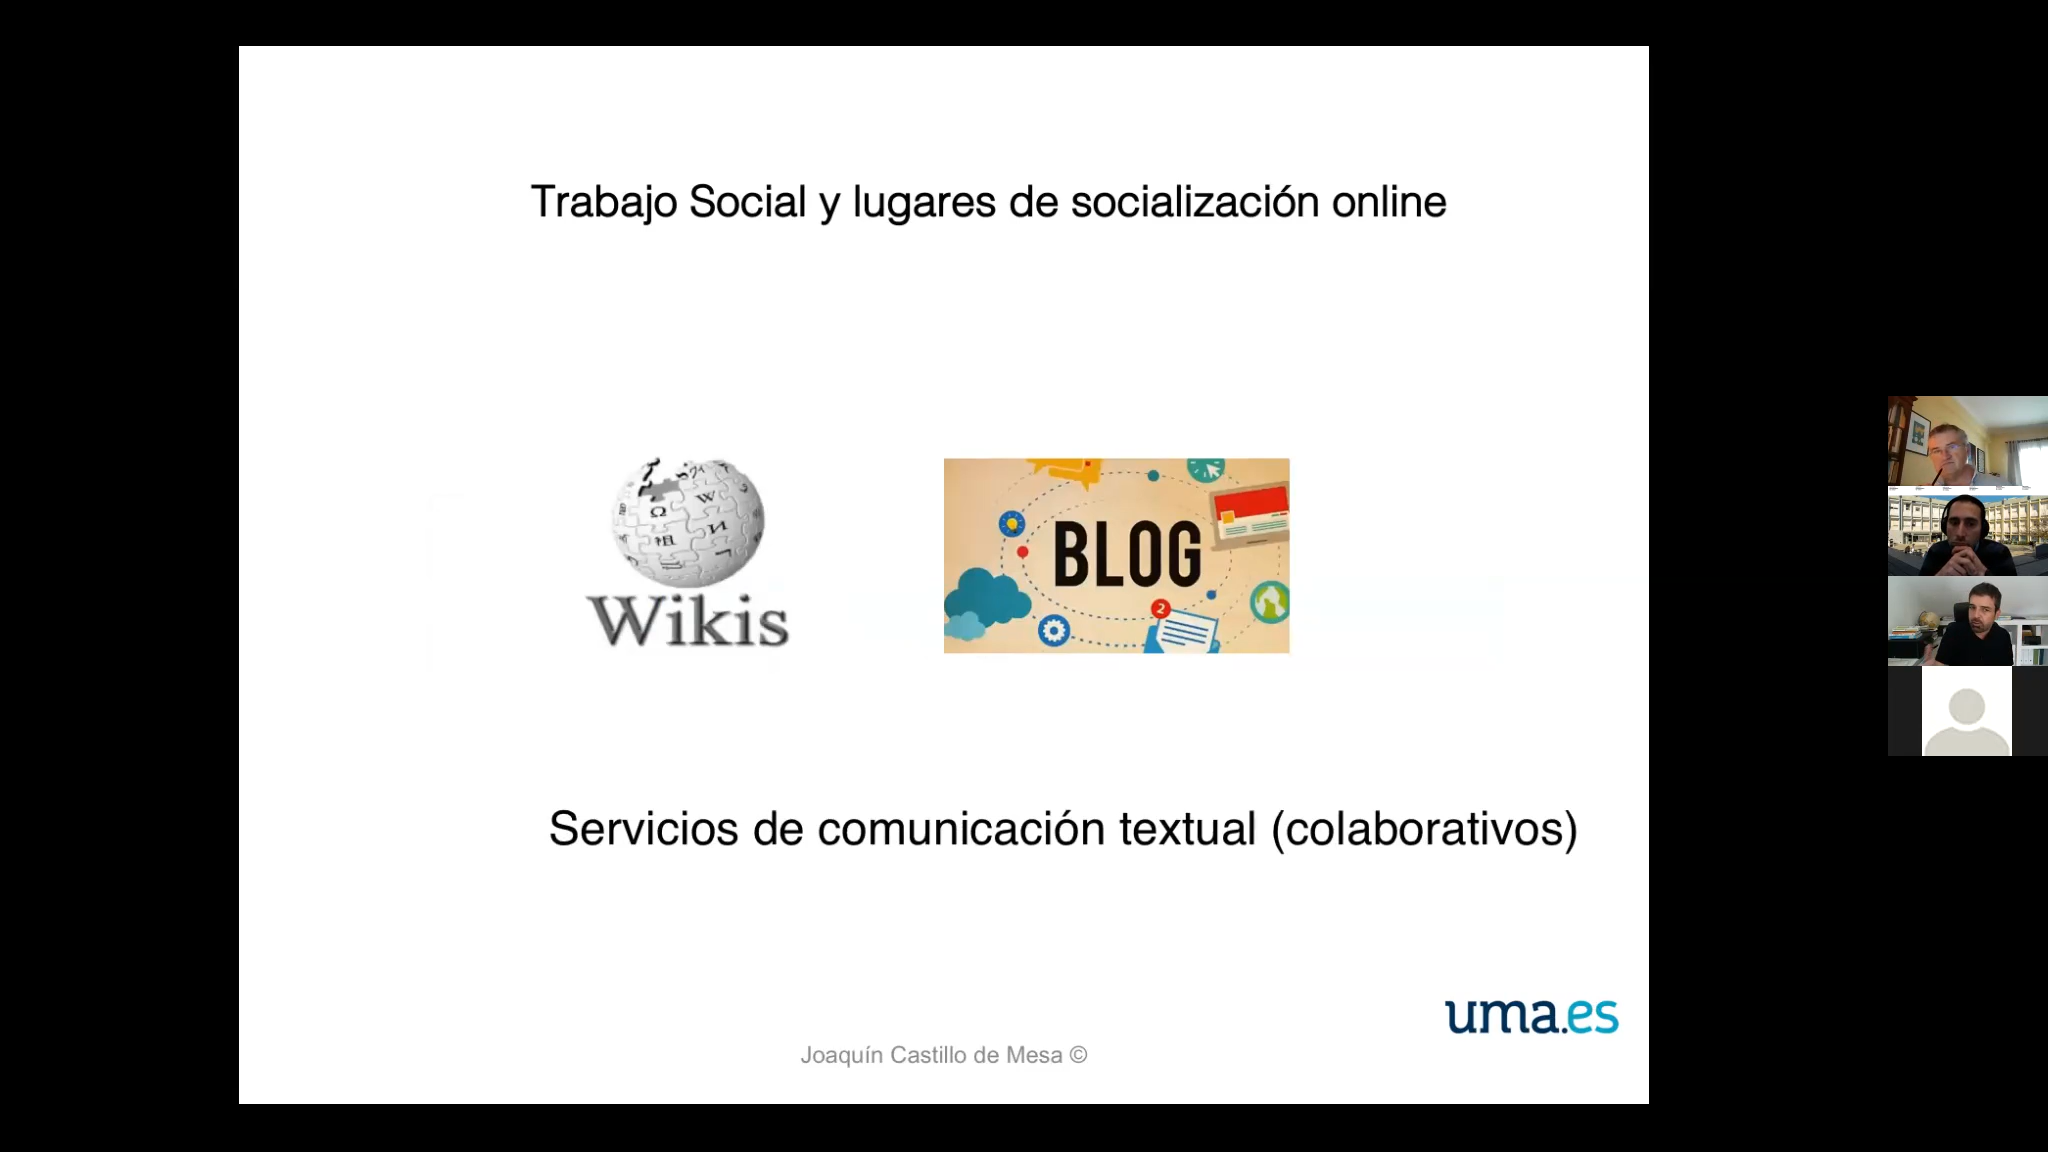 Trabajo Social y lugares de socialización online
Wikis
BLOG
2
Servicios de comunicación textual (colaborativos)
uma.es
Joaquín Castillo de Mesa ©